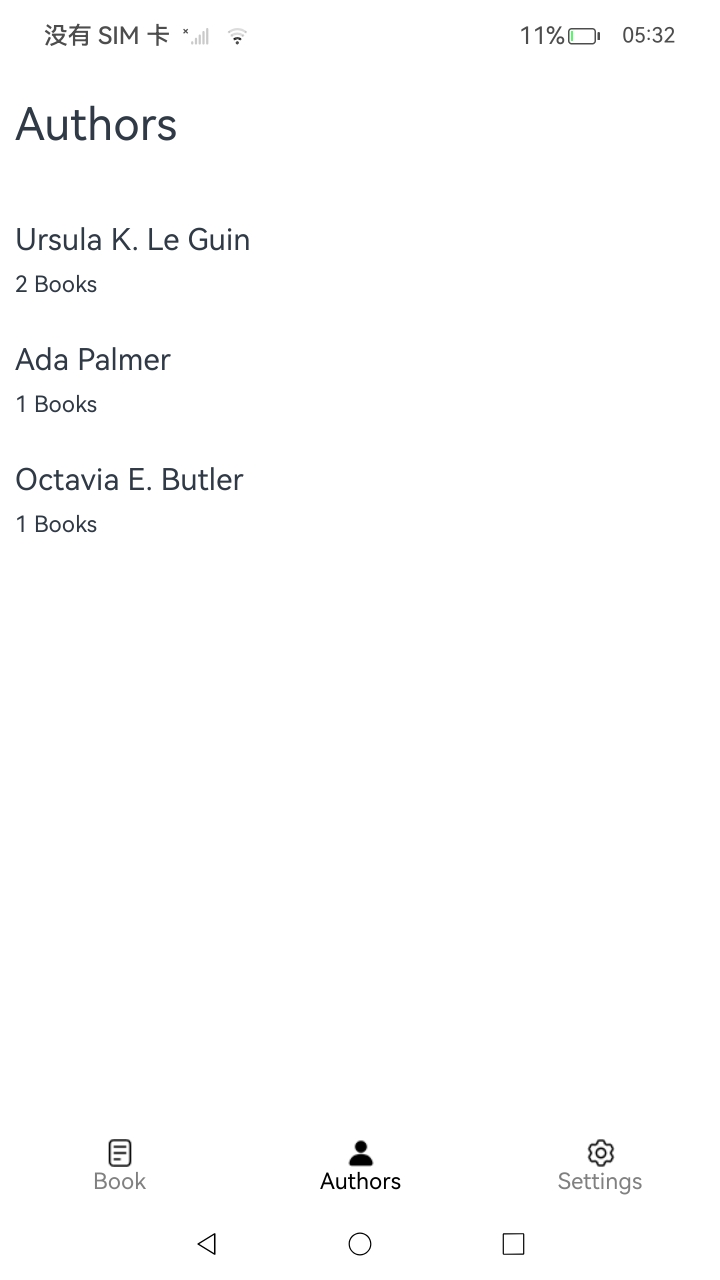 没有 SIM 卡 11% 05:32
Authors
Ursula K. Le Guin
2 Books
Ada Palmer
1 Books
Octavia E. Butler
1 Books
Book Authors Settings